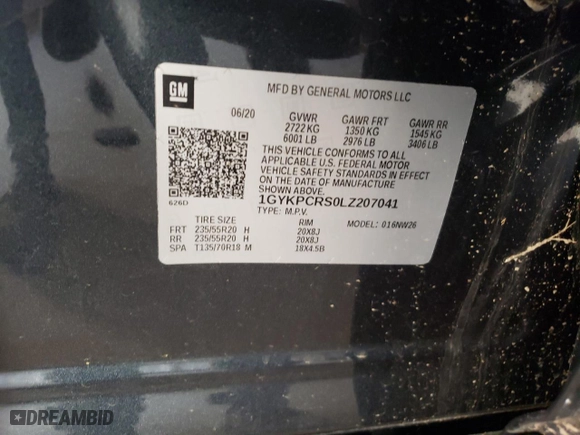 GM
MFD BY GENERAL MOTORS LLC
06/20
GVWR GAWR FRT GAWR RR
2722 KG 1350 KG 1545 KG
6001 LB 2976 LB 3406 LB
THIS VEHICLE CONFORMS TO ALL
APPLICABLE U.S. FEDERAL MOTOR
VEHICLE SAFETY STANDARDS IN EFFECT
ON THE DATE OF MANUFACTURE
SHOWN ABOVE.
626D
1GYKPCRS0LZ207041
TYPE: M.P.V. MODEL: 016NW26
TIRE SIZE RIM
FRT 235/55R20 H 20X8J
RR 235/55R20 H 20X8J
SPA T135/70R18 M 18X4.5B
DREAMBID